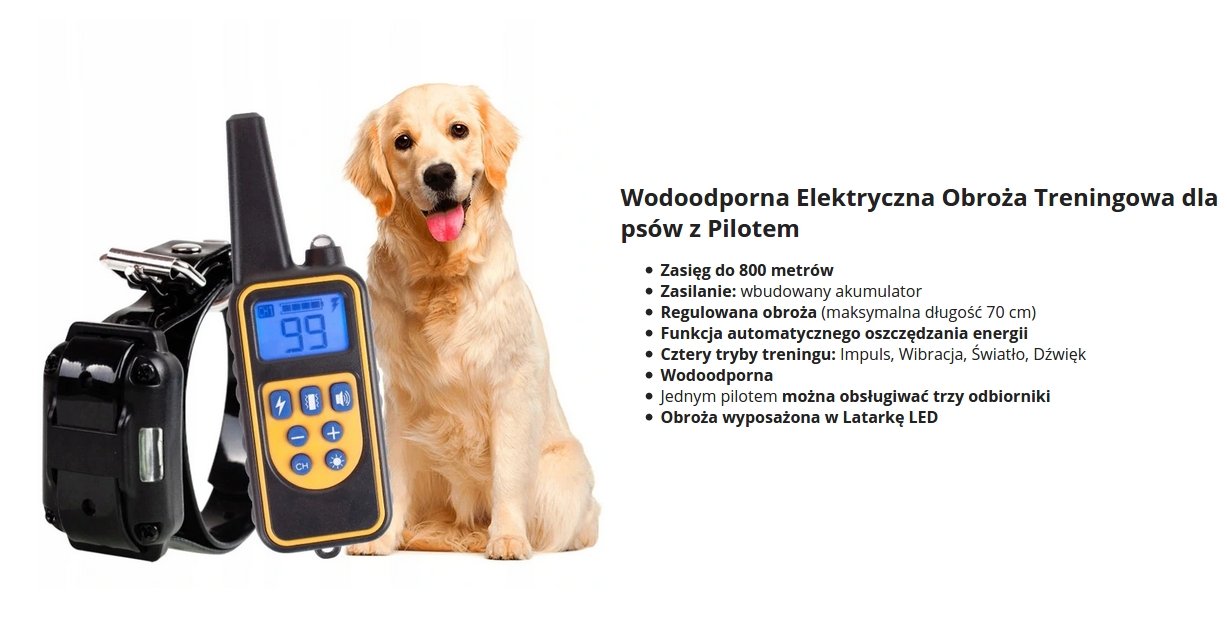 CH1
99
CH
Wodoodporna Elektryczna Obroża Treningowa dla
psów z Pilotem
Zasięg do 800 metrów
Zasilanie: wbudowany akumulator
Regulowana obroża (maksymalna długość 70 cm)
Funkcja automatycznego oszczędzania energii
Cztery tryby treningu: Impuls, Wibracja, Światło, Dźwięk
Wodoodporna
Jednym pilotem można obsługiwać trzy odbiorniki
Obroża wyposażona w Latarkę LED